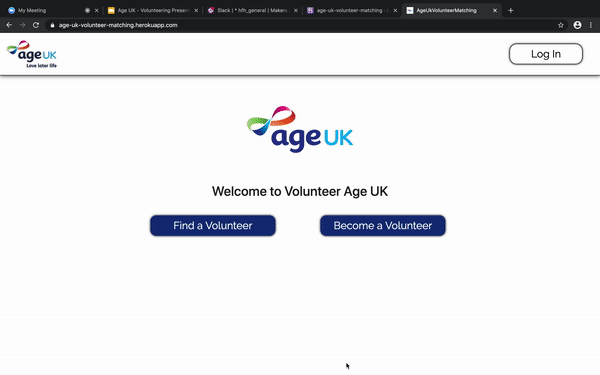 My Meeting
Age UK - Volunteering Presen
Slack | * hfh_general | Makers
age-uk-volunteer-matching
AgeUkVolunteerMatching
age-uk-volunteer-matching.herokuapp.com
age UK
Love later life
Log In
age UK
Welcome to Volunteer Age UK
Find a Volunteer
Become a Volunteer